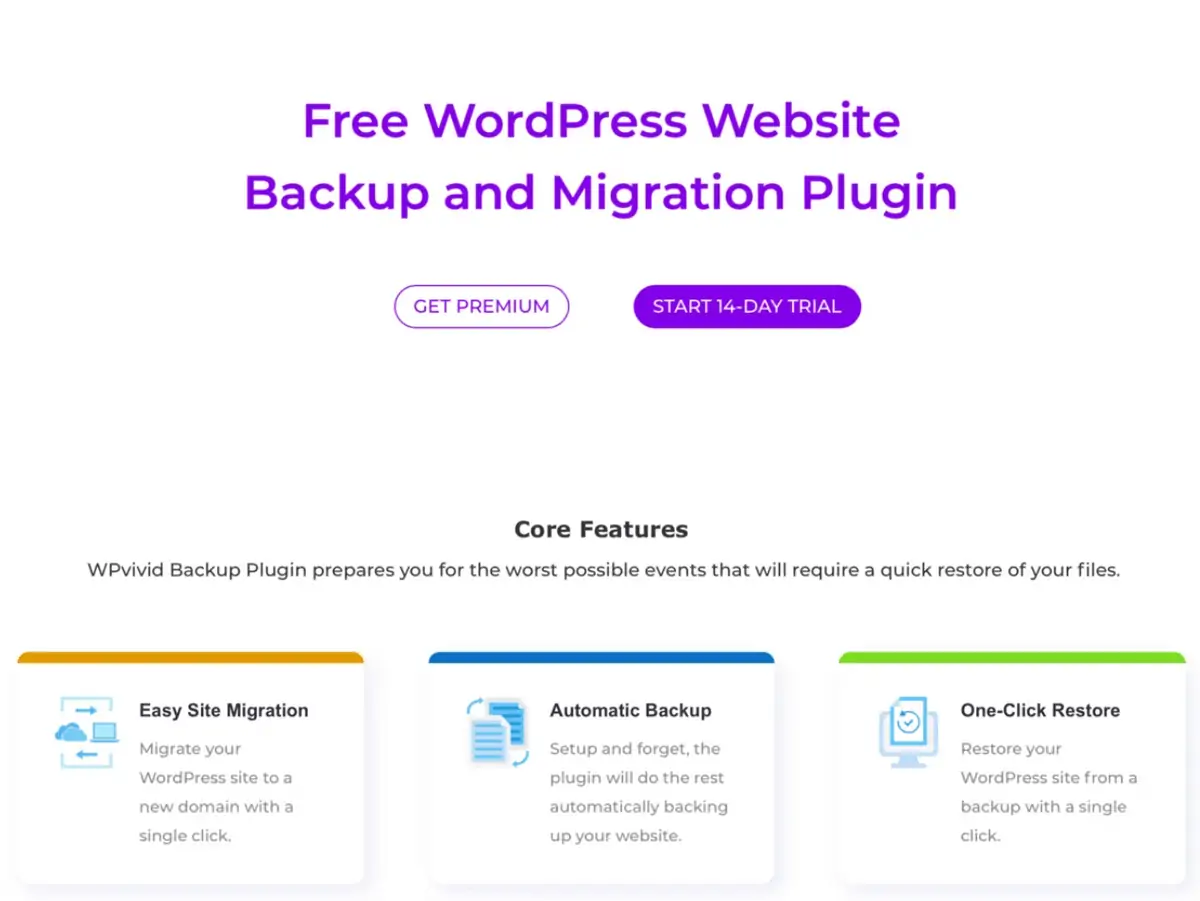 Free WordPress Website
Backup and Migration Plugin
GET PREMIUM
START 14-DAY TRIAL
Core Features
WPvivid Backup Plugin prepares you for the worst possible events that will require a quick restore of your files.
Easy Site Migration
Migrate your
WordPress site to a
new domain with a
single click.
Automatic Backup
Setup and forget, the
plugin will do the rest
automatically backing
up your website.
One-Click Restore
Restore your
WordPress site from a
backup with a single
click.